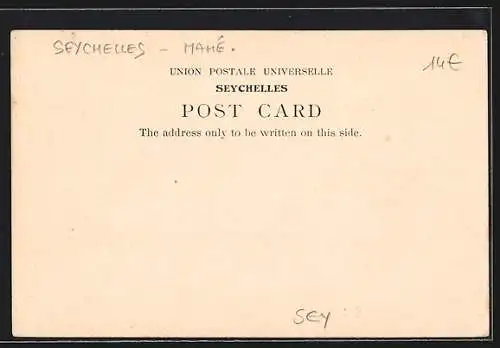 SEYCHELLES - MAHÉ.
14€
UNION POSTALE UNIVERSELLE
SEYCHELLES
POST CARD
The address only to be written on this side.
SEY